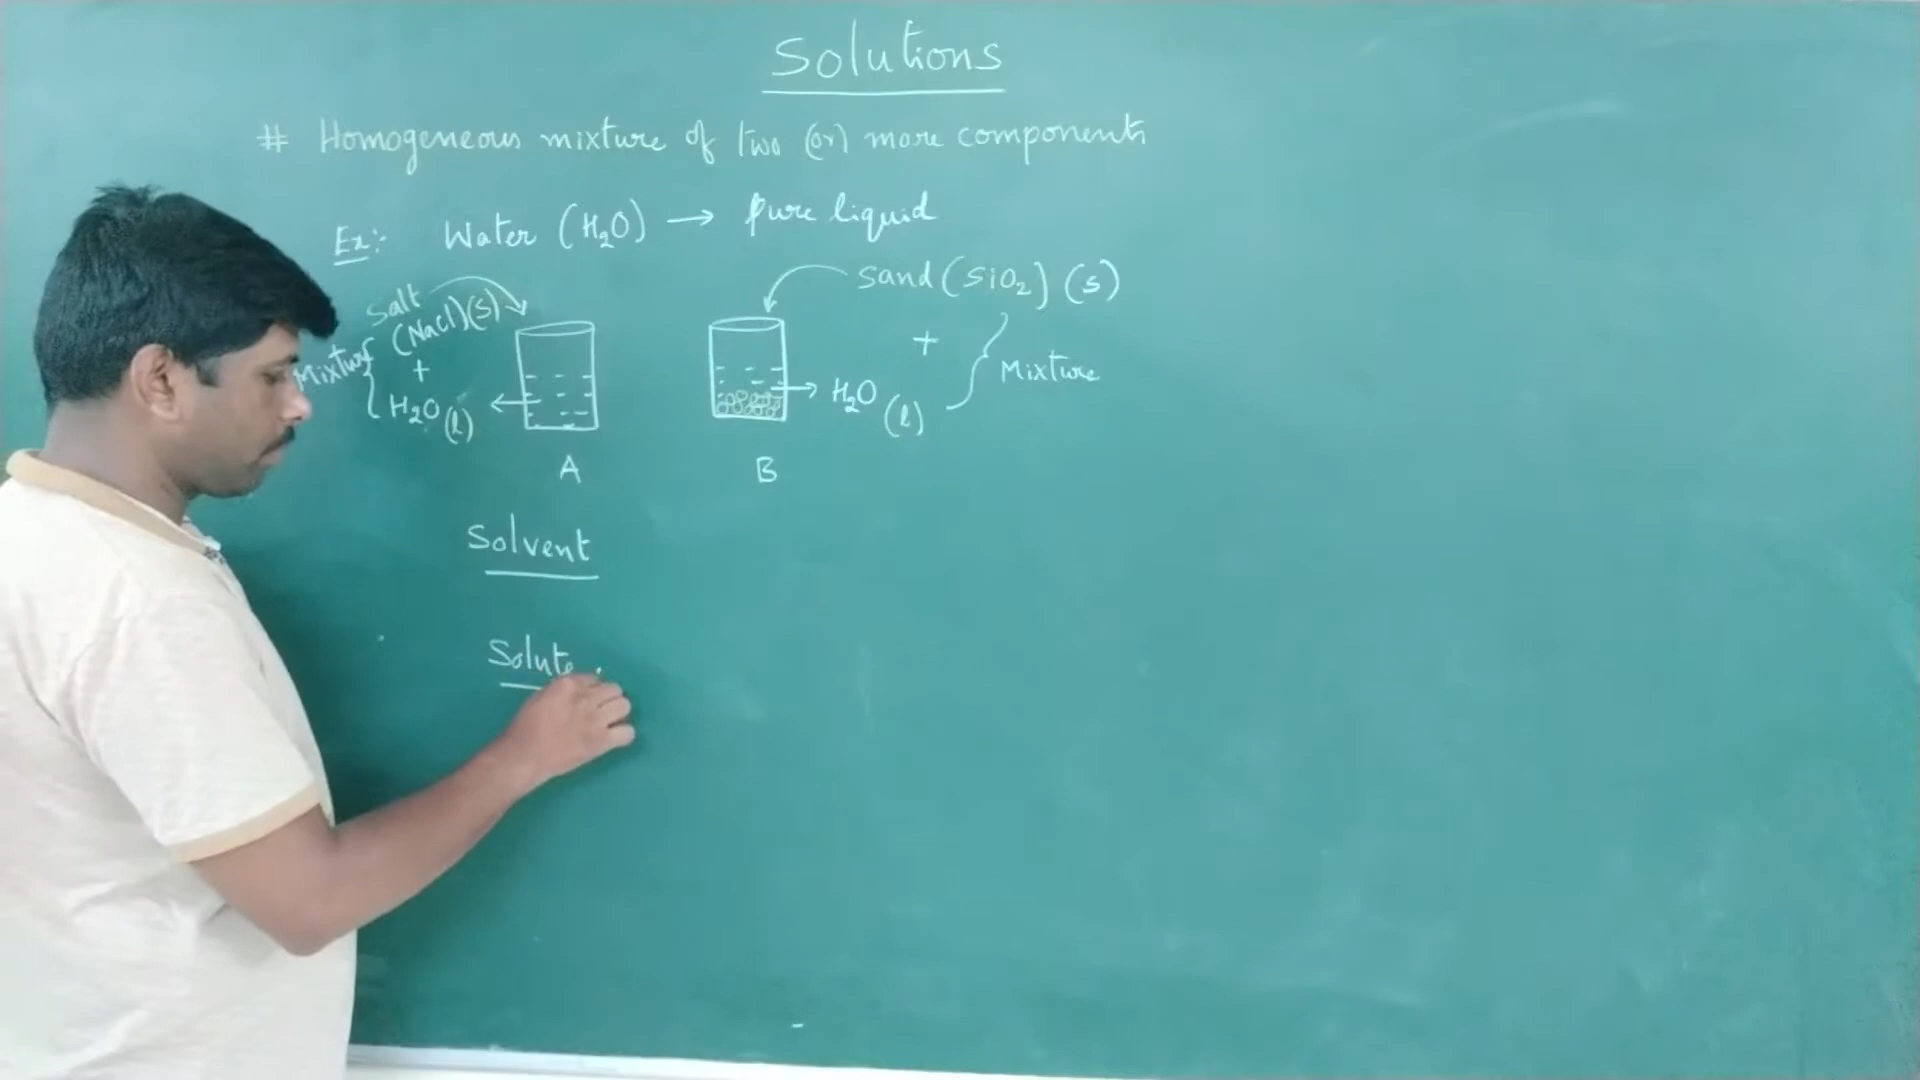 Solutions
# Homogeneous mixture of two (or) more components
Ex:- Water (H₂O) → pure liquid
Salt
(NaCl)(s)
+
H₂O (l)
Mixture
A
Sand (SiO₂) (s)
+
H₂O (l)
Mixture
B
Solvent
Solute